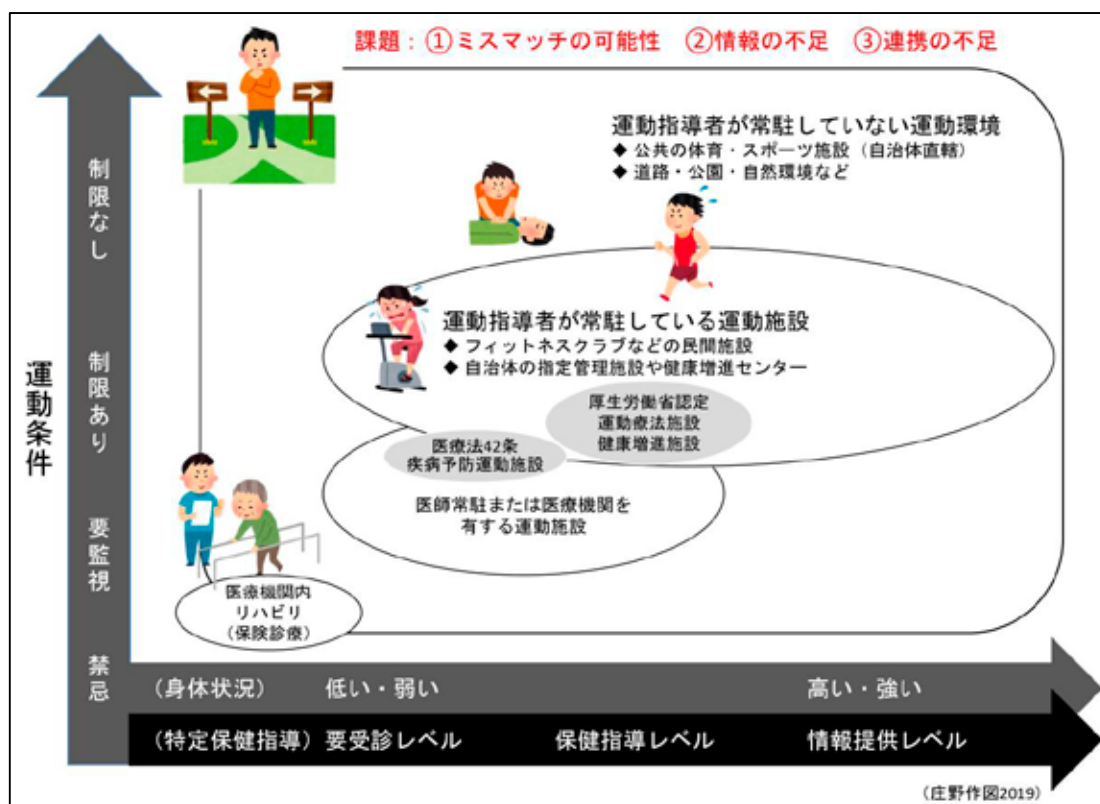 課題：①ミスマッチの可能性　②情報の不足　③連携の不足
運動指導者が常駐していない運動環境
◆ 公共の体育・スポーツ施設（自治体直轄）
◆ 道路・公園・自然環境など
運動指導者が常駐している運動施設
◆ フィットネスクラブなどの民間施設
◆ 自治体の指定管理施設や健康増進センター
厚生労働省認定
運動療法施設
健康増進施設
医療法42条
疾病予防運動施設
医師常駐または医療機関を
有する運動施設
医療機関内
リハビリ
（保険診療）
運動条件
制限なし
制限あり
要監視
禁忌
（身体状況）　低い・弱い　高い・強い
（特定保健指導）要受診レベル　保健指導レベル　情報提供レベル
（庄野作図2019）